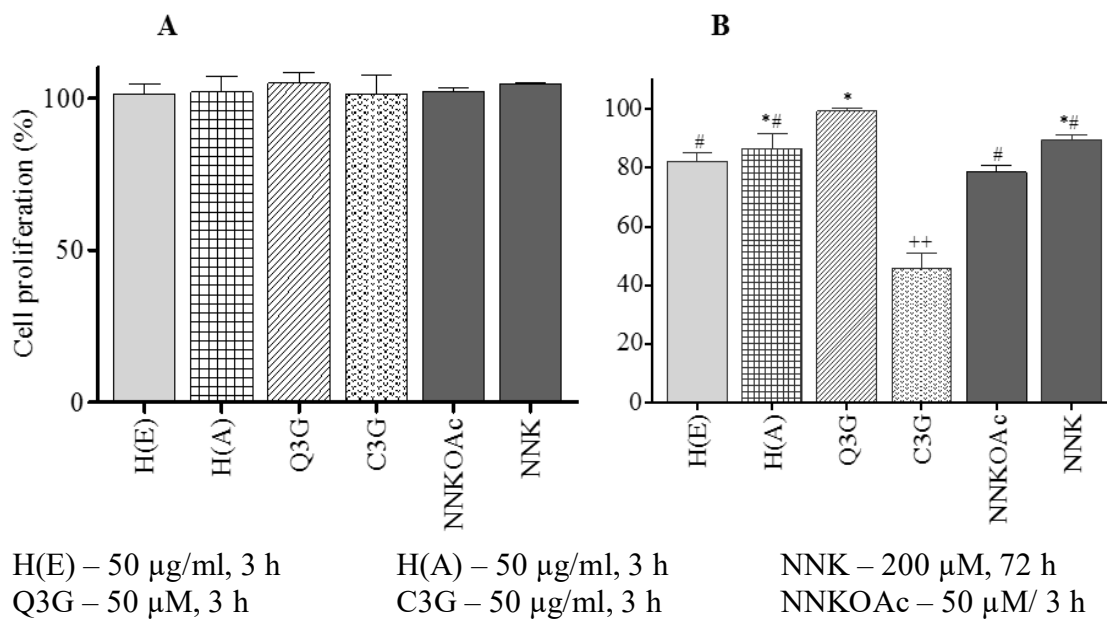 A
B
Cell proliferation (%)
100
50
0
H(E)
H(A)
Q3G
C3G
NNKOAc
NNK
100
80
60
40
20
0
#
*#
*
++
#
*#
H(E)
H(A)
Q3G
C3G
NNKOAc
NNK
H(E) – 50 µg/ml, 3 h H(A) – 50 µg/ml, 3 h NNK – 200 µM, 72 h
Q3G – 50 µM, 3 h C3G – 50 µg/ml, 3 h NNKOAc – 50 µM/ 3 h